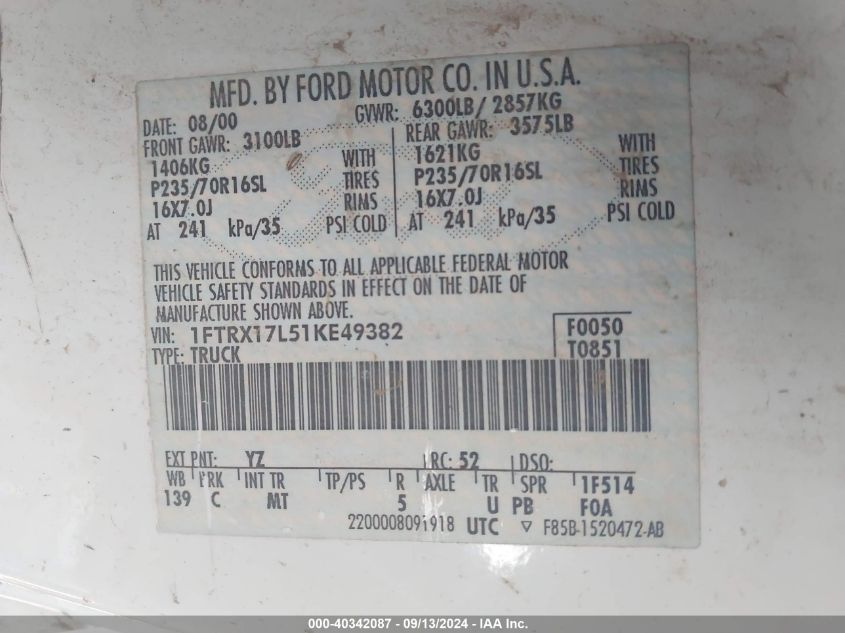 MFD. BY FORD MOTOR CO. IN U.S.A.
DATE: 08/00 GVWR: 6300LB/ 2857KG
FRONT GAWR: 3100LB REAR GAWR: 3575LB
1406KG WITH 1621KG WITH
P235/70R16SL TIRES P235/70R16SL TIRES
16X7.0J RIMS 16X7.0J RIMS
AT 241 kPa/35 PSI COLD AT 241 kPa/35 PSI COLD
THIS VEHICLE CONFORMS TO ALL APPLICABLE FEDERAL MOTOR
VEHICLE SAFETY STANDARDS IN EFFECT ON THE DATE OF
MANUFACTURE SHOWN ABOVE.
VIN: 1FTRX17L51KE49382 F0050
TYPE: TRUCK T0851
EXT PNT: YZ RC: 52 DSO:
WB BRK INT TR TP/PS R AXLE TR SPR 1F514
139 C MT 5 U PB F0A
2200008091918 UTC ▽ F85B-1520472-AB
000-40342087 - 09/13/2024 - IAA Inc.